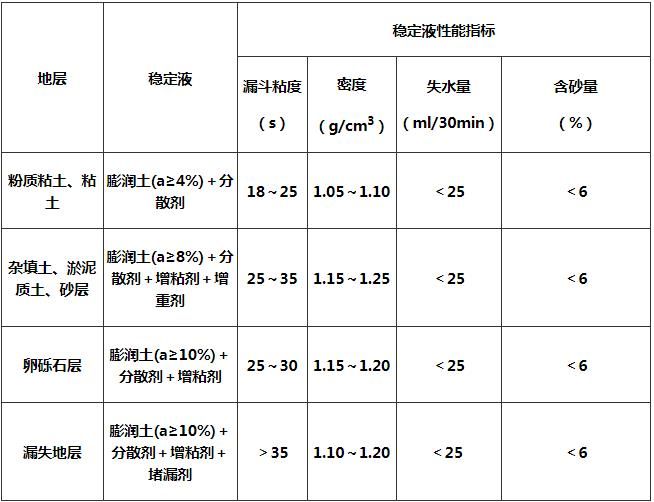 地层
稳定液
稳定液性能指标
漏斗粘度
（s）
密度
（g/cm³）
失水量
（ml/30min）
含砂量
（%）
粉质粘土、粘
土
膨润土(a≥4%)＋分
散剂
18～25
1.05～1.10
＜25
＜6
杂填土、淤泥
质土、砂层
膨润土(a≥8%)＋分
散剂＋增粘剂＋增
重剂
25～35
1.15～1.25
＜25
＜6
卵砾石层
膨润土(a≥10%)＋
分散剂＋增粘剂
25～30
1.15～1.20
＜25
＜6
漏失地层
膨润土(a≥10%)＋
分散剂＋增粘剂＋
堵漏剂
＞35
1.10～1.20
＜25
＜6